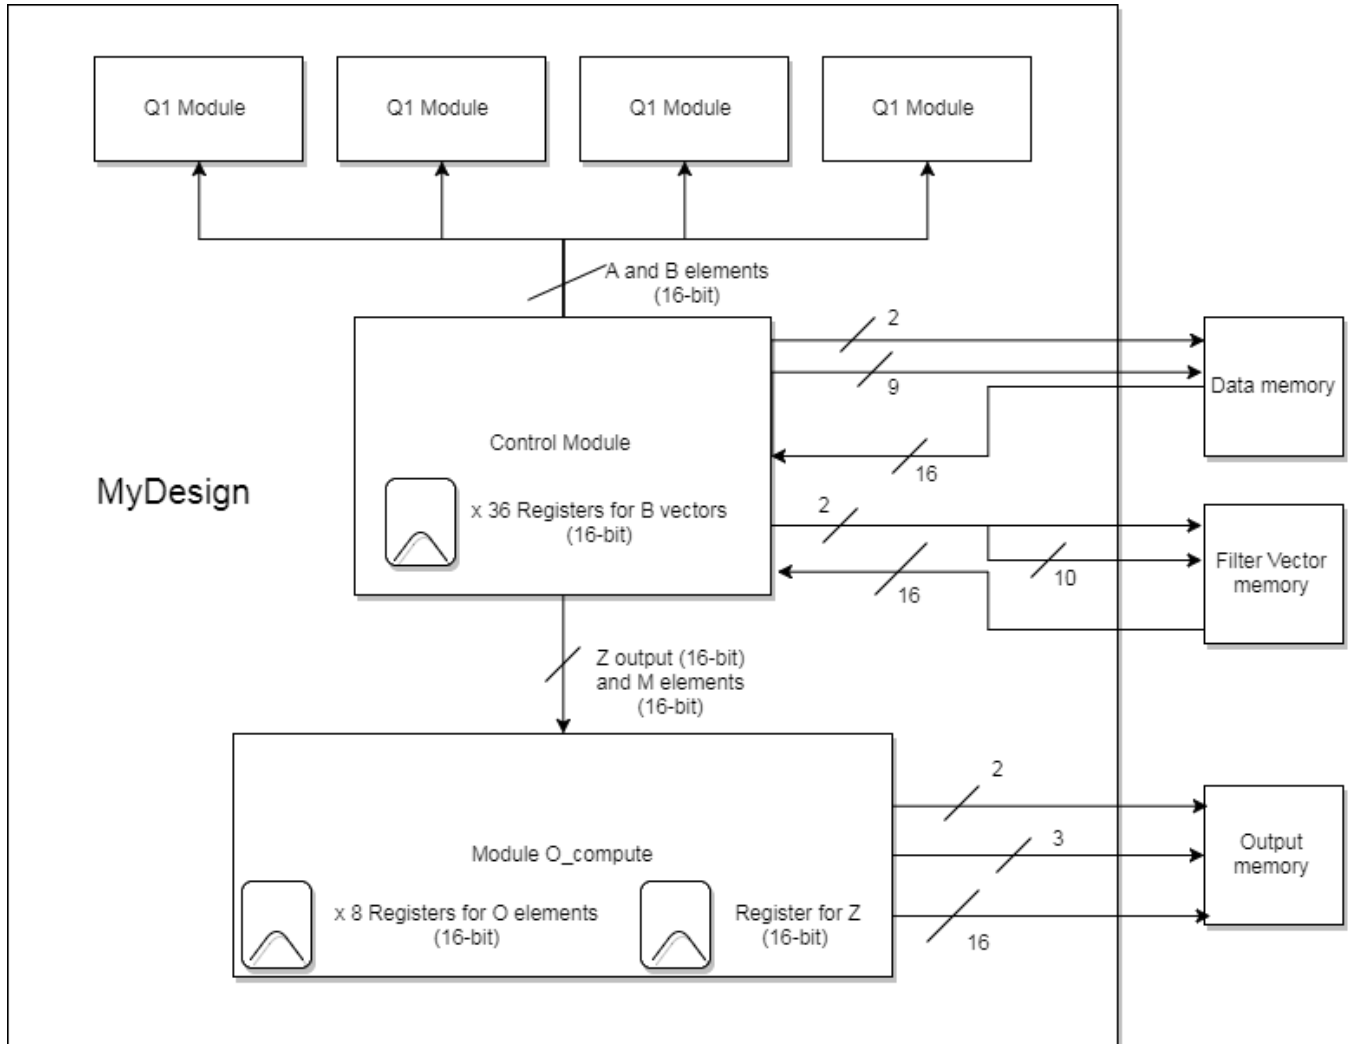 Q1 Module
Q1 Module
Q1 Module
Q1 Module
A and B elements
(16-bit)
2
9
Data memory
Control Module
16
MyDesign
x 36 Registers for B vectors
(16-bit)
2
10
16
Filter Vector
memory
Z output (16-bit)
and M elements
(16-bit)
2
3
Output
memory
Module O_compute
x 8 Registers for O elements
(16-bit)
Register for Z
(16-bit)
16